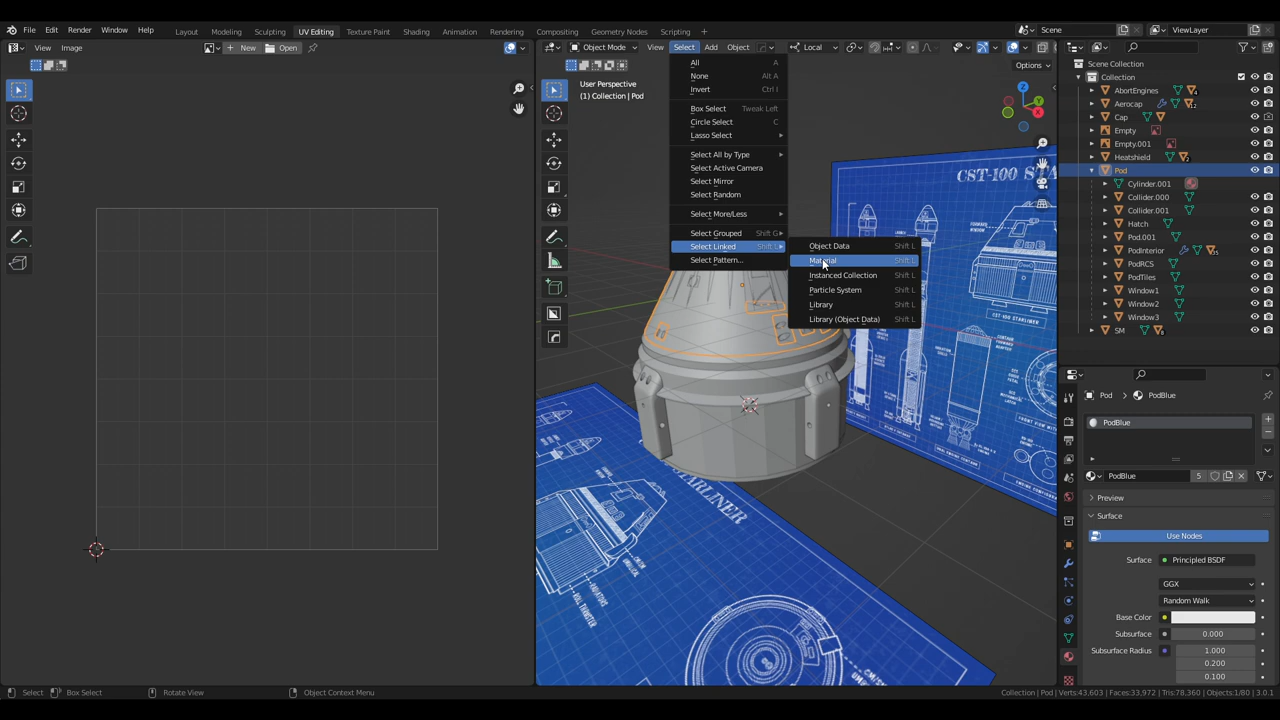 File Edit Render Window Help Layout Modeling Sculpting UV Editing Texture Paint Shading Animation Rendering Compositing Geometry Nodes Scripting Scene ViewLayer
View Image New Open Object Mode View Select Add Object Local
Options
User Perspective
(1) Collection | Pod
All A
None Alt A
Invert Ctrl I
Box Select Tweak Left
Circle Select C
Lasso Select
Select All by Type
Select Active Camera
Select Mirror
Select Random
Select More/Less
Select Grouped Shift G
Select Linked Shift L
Select Pattern...
Object Data Shift L
Material Shift L
Instanced Collection Shift L
Particle System Shift L
Library Shift L
Library (Object Data) Shift L
Z
Y
X
CST-100 STA
FORWARD
WINDOW
CST 100 STARLINER
STARLINER
Scene Collection
Collection
AbortEngines 4
Aerocap 12
Cap
Empty
Empty.001
Heatshield
Pod
Cylinder.001
Collider.000
Collider.001
Hatch
Pod.001
PodInterior 35
PodRCS
PodTiles
Window1
Window2
Window3
SM
Pod PodBlue
PodBlue
PodBlue 5
Preview
Surface
Use Nodes
Surface Principled BSDF
GGX
Random Walk
Base Color
Subsurface 0.000
Subsurface Radius 1.000
0.200
0.100
Select Box Select Rotate View Object Context Menu Collection | Pod | Verts:43,603 | Faces:33,972 | Tris:78,360 | Objects:1/80 | 3.0.1